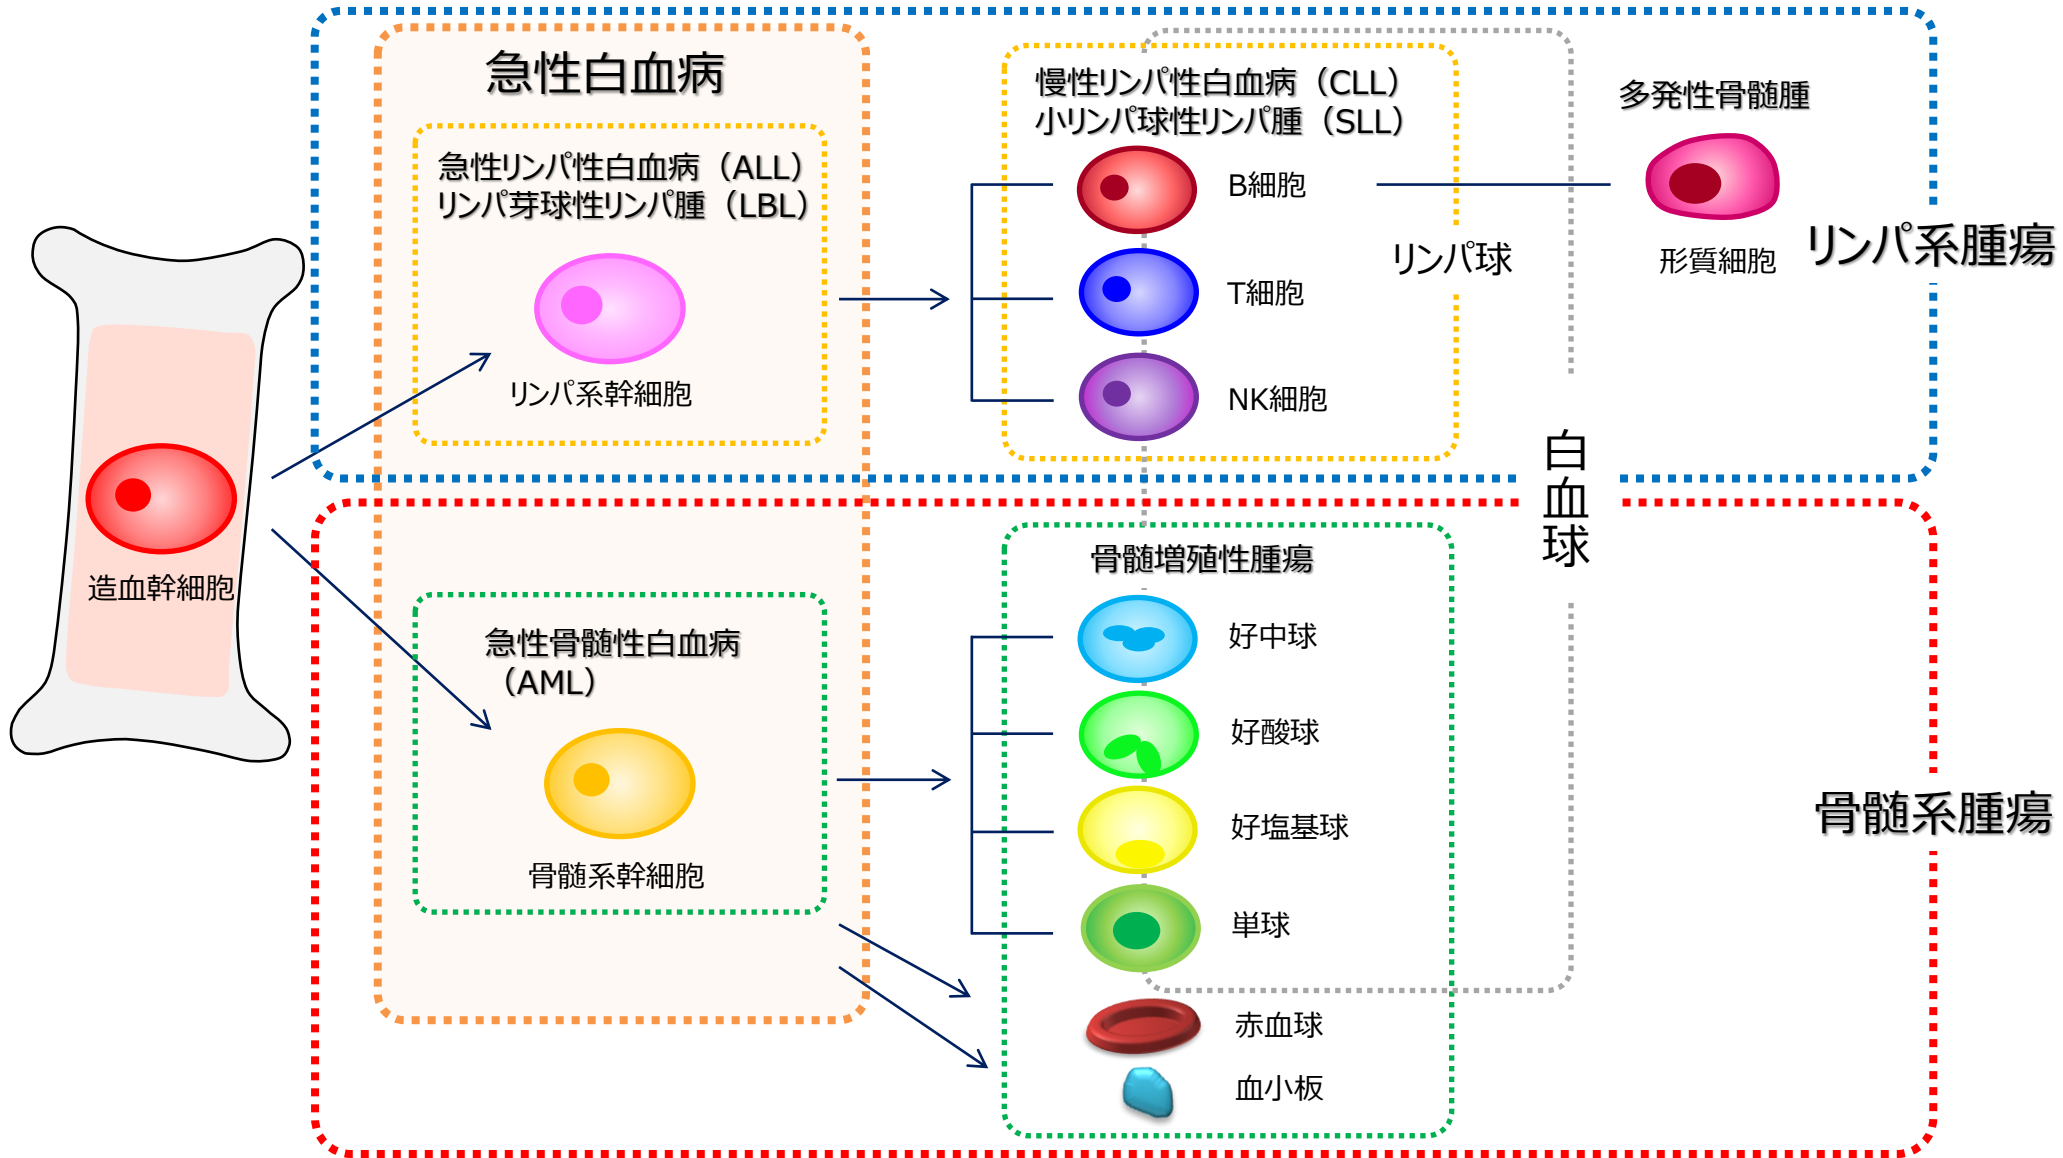 急性白血病
急性リンパ性白血病（ALL）
リンパ芽球性リンパ腫（LBL）
リンパ系幹細胞
慢性リンパ性白血病（CLL）
小リンパ球性リンパ腫（SLL）
B細胞
T細胞
NK細胞
リンパ球
多発性骨髄腫
形質細胞
リンパ系腫瘍
白血球
造血幹細胞
急性骨髄性白血病
（AML）
骨髄系幹細胞
骨髄増殖性腫瘍
好中球
好酸球
好塩基球
単球
赤血球
血小板
骨髄系腫瘍